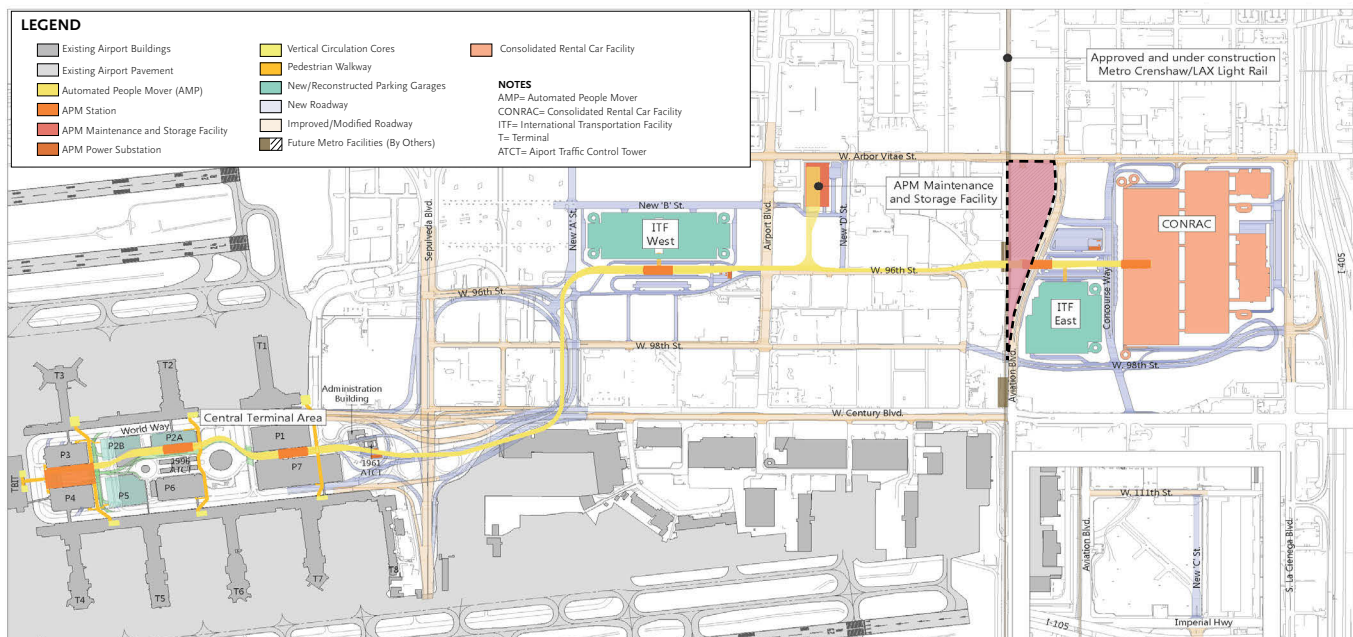 LEGEND
Existing Airport Buildings
Existing Airport Pavement
Automated People Mover (AMP)
APM Station
APM Maintenance and Storage Facility
APM Power Substation
Vertical Circulation Cores
Pedestrian Walkway
New/Reconstructed Parking Garages
New Roadway
Improved/Modified Roadway
Future Metro Facilities (By Others)
Consolidated Rental Car Facility
NOTES
AMP= Automated People Mover
CONRAC= Consolidated Rental Car Facility
ITF= International Transportation Facility
T= Terminal
ATCT= Aiport Traffic Control Tower
Approved and under construction
Metro Crenshaw/LAX Light Rail
W. Arbor Vitae St.
APM Maintenance
and Storage Facility
New 'B' St.
New 'A' St.
ITF
West
Airport Blvd.
New 'D' St.
Sepulveda Blvd.
CONRAC
I-405
W. 96th St.
W. 96th St.
ITF
East
Concourse Way
W. 98th St.
W. 98th St.
Aviation Blvd.
W. Century Blvd.
T1
T2
T3
Administration
Building
Central Terminal Area
World Way
P1
P2A
P2B
P3
1996
ATCT
P7
1961
ATCT
TBIT
P4
P5
P6
T4
T5
T6
T7
T8
W. 111th St.
Aviation Blvd.
New 'C' St.
S. La Cienega Blvd.
I-105
Imperial Hwy